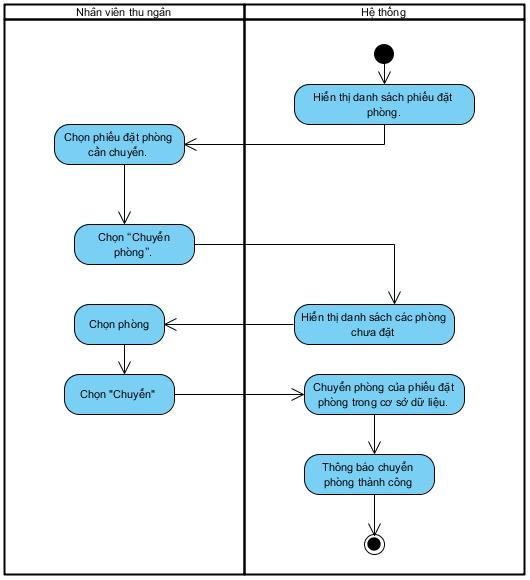 Nhân viên thu ngân
Hệ thống
Hiển thị danh sách phiếu đặt
phòng.
Chọn phiếu đặt phòng
cần chuyển.
Chọn “Chuyển
phòng”.
Hiển thị danh sách các phòng
chưa đặt
Chọn phòng
Chọn "Chuyển"
Chuyển phòng của phiếu đặt
phòng trong cơ sở dữ liệu.
Thông báo chuyển
phòng thành công